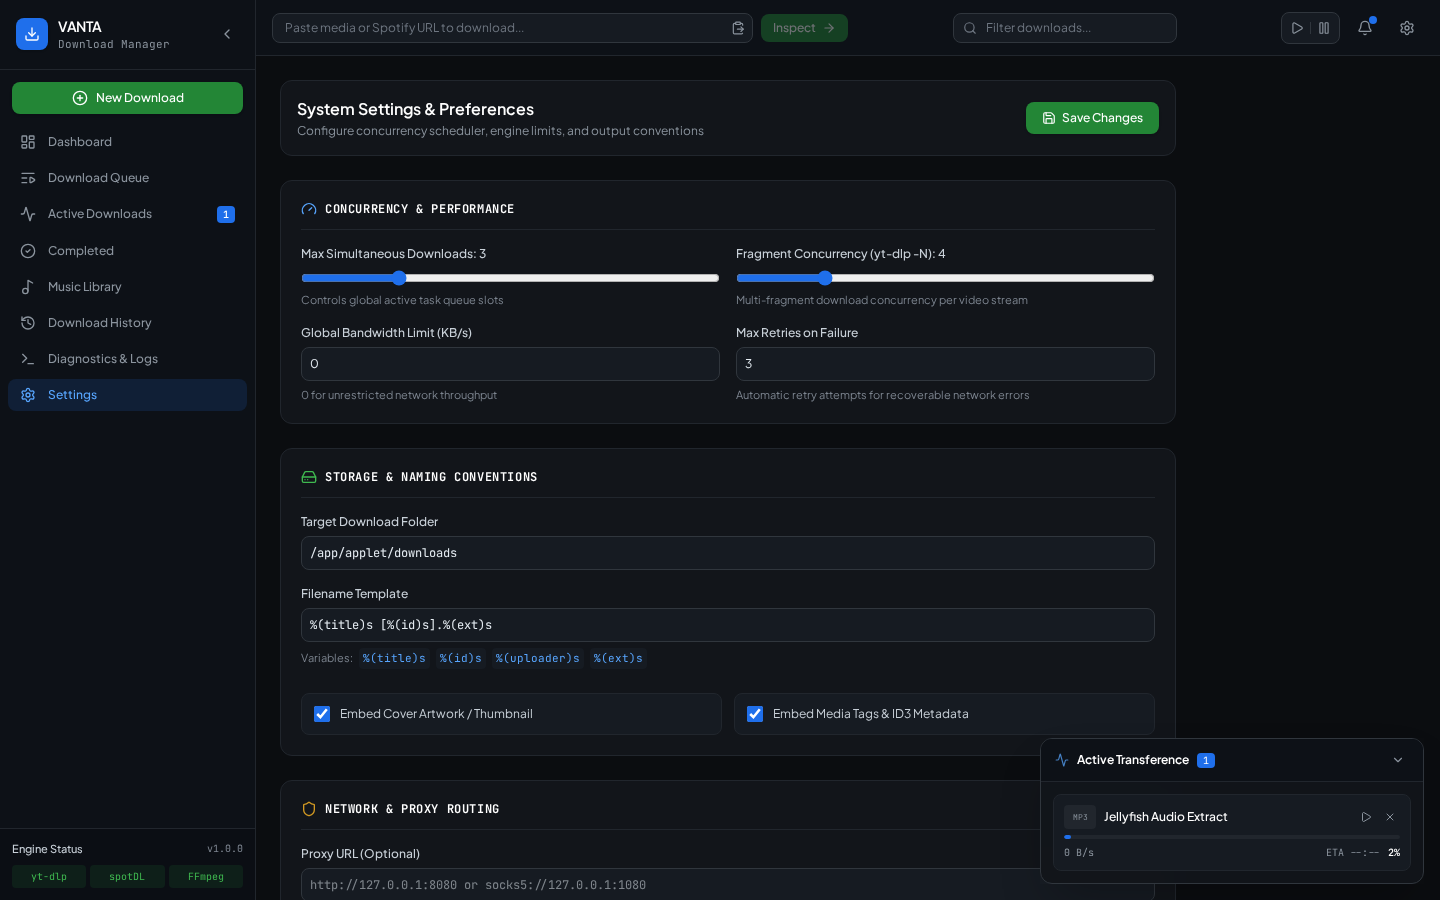 VANTA
Download Manager
New Download
Dashboard
Download Queue
Active Downloads 1
Completed
Music Library
Download History
Diagnostics & Logs
Settings
Engine Status v1.0.0
yt-dlp spotDL FFmpeg
Paste media or Spotify URL to download...
Inspect
Filter downloads...
System Settings & Preferences
Configure concurrency scheduler, engine limits, and output conventions
Save Changes
CONCURRENCY & PERFORMANCE
Max Simultaneous Downloads: 3
Controls global active task queue slots
Fragment Concurrency (yt-dlp -N): 4
Multi-fragment download concurrency per video stream
Global Bandwidth Limit (KB/s)
0
0 for unrestricted network throughput
Max Retries on Failure
3
Automatic retry attempts for recoverable network errors
STORAGE & NAMING CONVENTIONS
Target Download Folder
/app/applet/downloads
Filename Template
%(title)s [%(id)s].%(ext)s
Variables: %(title)s %(id)s %(uploader)s %(ext)s
Embed Cover Artwork / Thumbnail
Embed Media Tags & ID3 Metadata
NETWORK & PROXY ROUTING
Proxy URL (Optional)
http://127.0.0.1:8080 or socks5://127.0.0.1:1080
Active Transference 1
MP3 Jellyfish Audio Extract
0 B/s ETA --:-- 2%